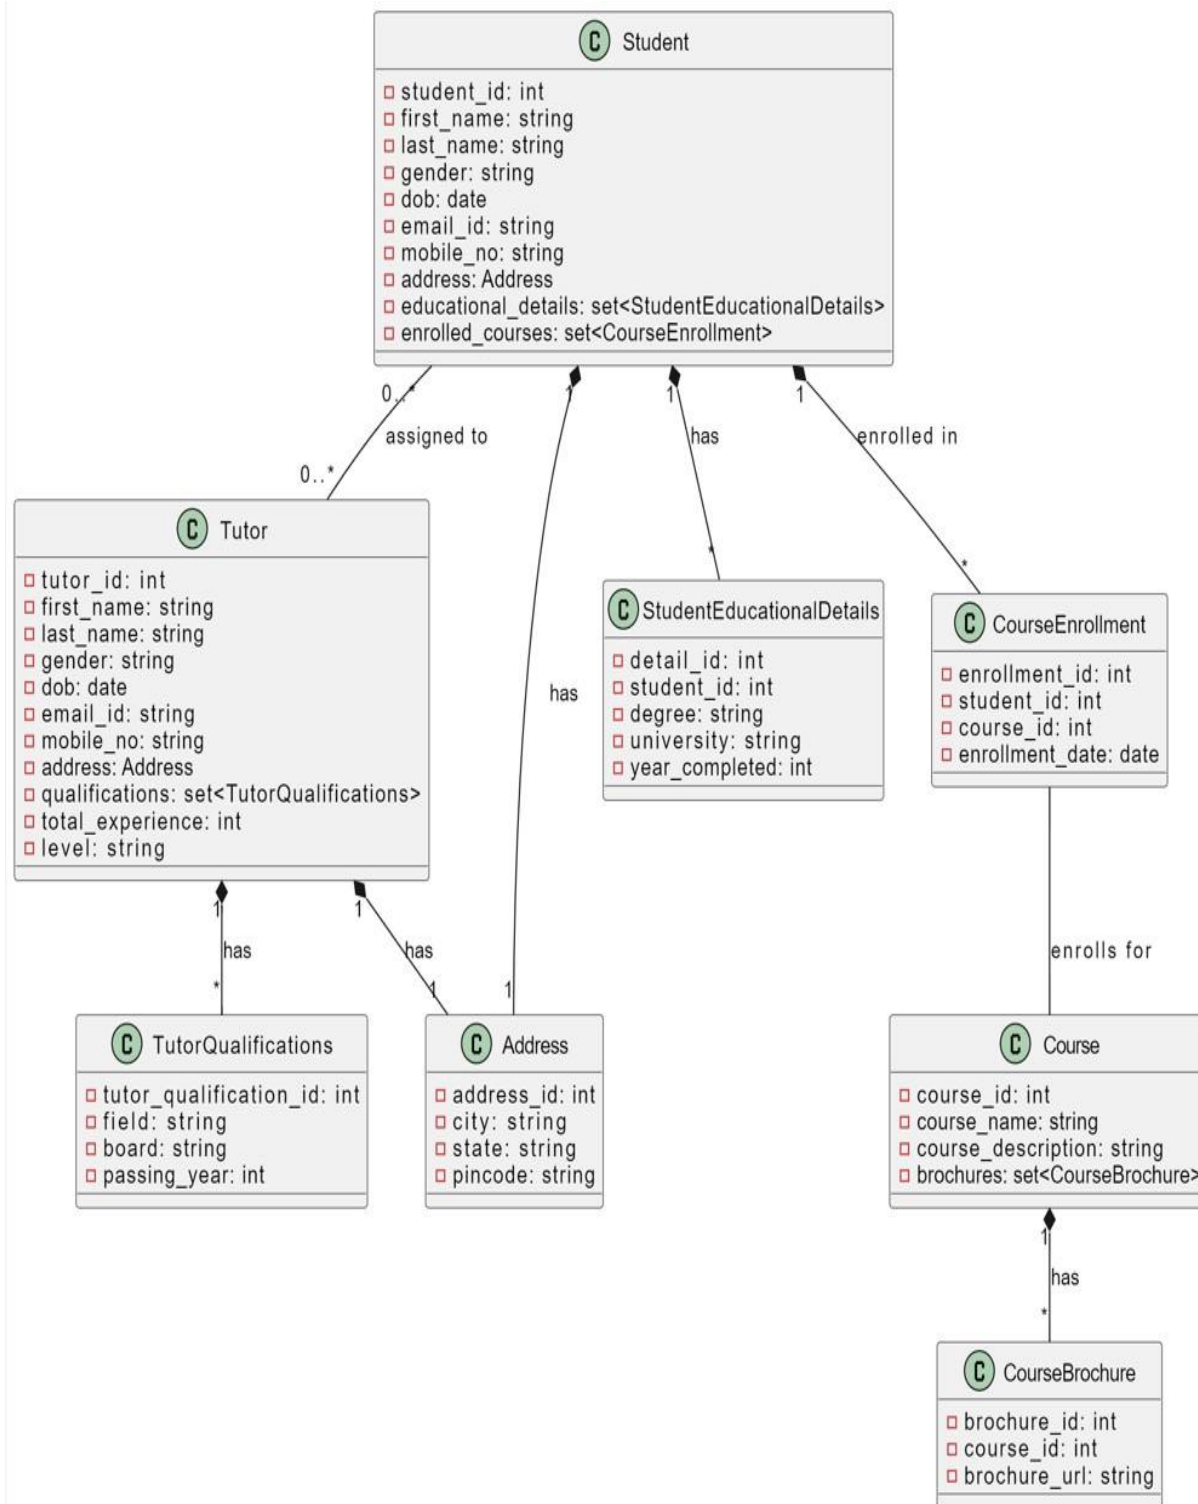 C Student
student_id: int
first_name: string
last_name: string
gender: string
dob: date
email_id: string
mobile_no: string
address: Address
educational_details: set<StudentEducationalDetails>
enrolled_courses: set<CourseEnrollment>
0..*
1
1
1
assigned to
has
enrolled in
0..*
*
*
C Tutor
tutor_id: int
first_name: string
last_name: string
gender: string
dob: date
email_id: string
mobile_no: string
address: Address
qualifications: set<TutorQualifications>
total_experience: int
level: string
has
C StudentEducationalDetails
detail_id: int
student_id: int
degree: string
university: string
year_completed: int
C CourseEnrollment
enrollment_id: int
student_id: int
course_id: int
enrollment_date: date
1
1
has
has
enrolls for
*
1
1
C TutorQualifications
tutor_qualification_id: int
field: string
board: string
passing_year: int
C Address
address_id: int
city: string
state: string
pincode: string
C Course
course_id: int
course_name: string
course_description: string
brochures: set<CourseBrochure>
1
has
*
C CourseBrochure
brochure_id: int
course_id: int
brochure_url: string